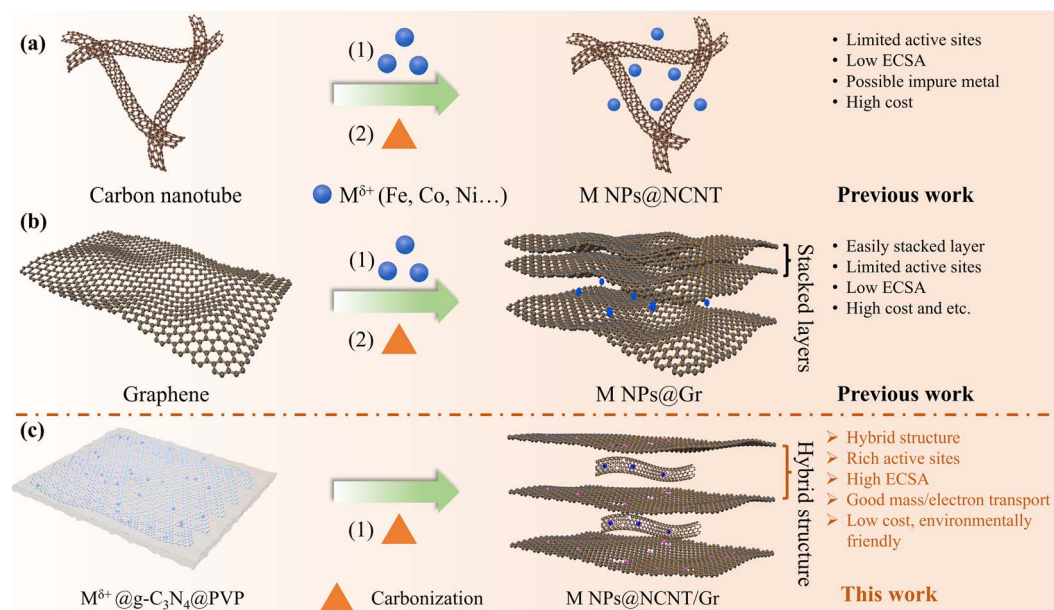 (a)
(1)
(2)
Carbon nanotube
M^δ+ (Fe, Co, Ni…)
M NPs@NCNT
• Limited active sites
• Low ECSA
• Possible impure metal
• High cost
Previous work
(b)
(1)
(2)
Graphene
M NPs@Gr
Stacked layers
• Easily stacked layer
• Limited active sites
• Low ECSA
• High cost and etc.
Previous work
(c)
(1)
M^δ+ @g-C₃N₄@PVP
Carbonization
M NPs@NCNT/Gr
Hybrid structure
➢ Hybrid structure
➢ Rich active sites
➢ High ECSA
➢ Good mass/electron transport
➢ Low cost, environmentally
friendly
This work